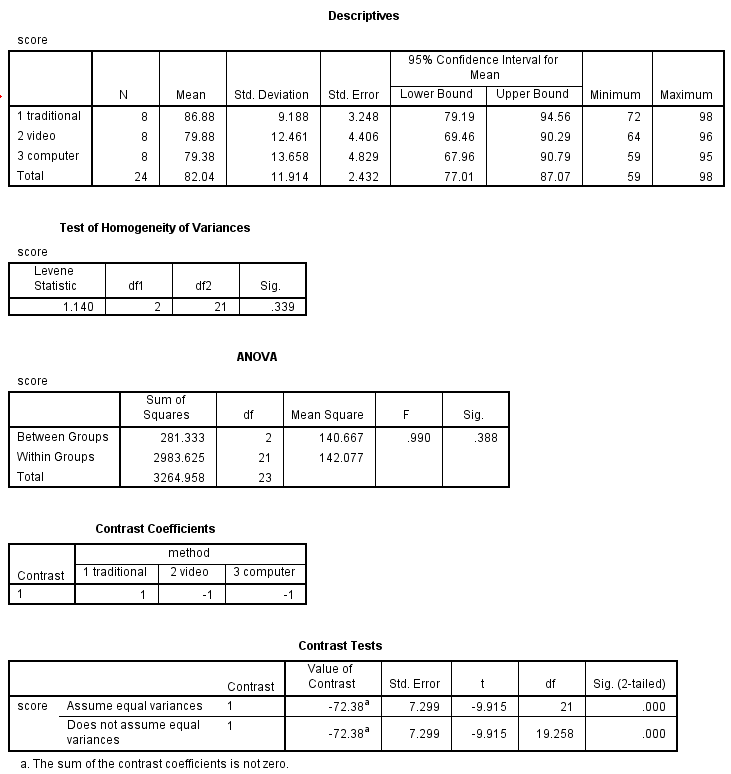 Descriptives
score
95% Confidence Interval for
Mean
N Mean Std. Deviation Std. Error Lower Bound Upper Bound Minimum Maximum
1 traditional 8 86.88 9.188 3.248 79.19 94.56 72 98
2 video 8 79.88 12.461 4.406 69.46 90.29 64 96
3 computer 8 79.38 13.658 4.829 67.96 90.79 59 95
Total 24 82.04 11.914 2.432 77.01 87.07 59 98
Test of Homogeneity of Variances
score
Levene
Statistic df1 df2 Sig.
1.140 2 21 .339
ANOVA
score
Sum of
Squares df Mean Square F Sig.
Between Groups 281.333 2 140.667 .990 .388
Within Groups 2983.625 21 142.077
Total 3264.958 23
Contrast Coefficients
method
Contrast 1 traditional 2 video 3 computer
1 1 -1 -1
Contrast Tests
Value of
Contrast Contrast Std. Error t df Sig. (2-tailed)
score Assume equal variances 1 -72.38a 7.299 -9.915 21 .000
Does not assume equal
variances 1 -72.38a 7.299 -9.915 19.258 .000
a. The sum of the contrast coefficients is not zero.